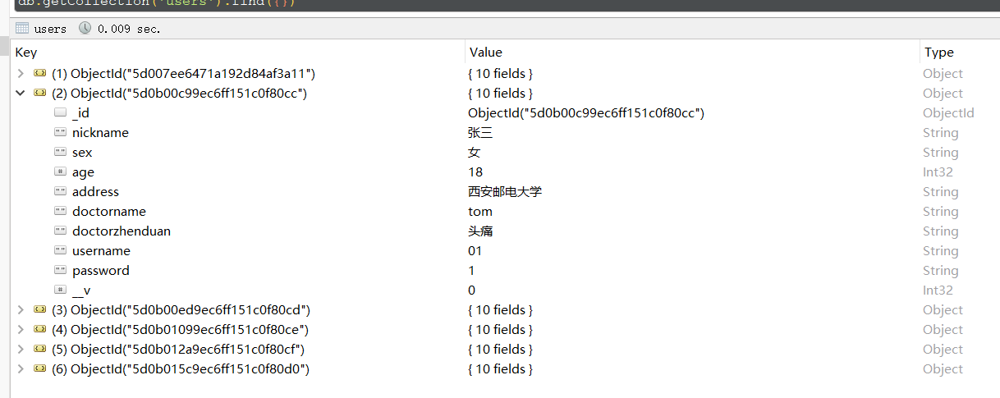 db.getCollection('users').find({})
users 0.009 sec.
Key Value Type
(1) ObjectId("5d007ee6471a192d84af3a11") { 10 fields } Object
(2) ObjectId("5d0b00c99ec6ff151c0f80cc") { 10 fields } Object
_id ObjectId("5d0b00c99ec6ff151c0f80cc") ObjectId
nickname 张三 String
sex 女 String
age 18 Int32
address 西安邮电大学 String
doctorname tom String
doctorzhenduan 头痛 String
username 01 String
password 1 String
__v 0 Int32
(3) ObjectId("5d0b00ed9ec6ff151c0f80cd") { 10 fields } Object
(4) ObjectId("5d0b01099ec6ff151c0f80ce") { 10 fields } Object
(5) ObjectId("5d0b012a9ec6ff151c0f80cf") { 10 fields } Object
(6) ObjectId("5d0b015c9ec6ff151c0f80d0") { 10 fields } Object